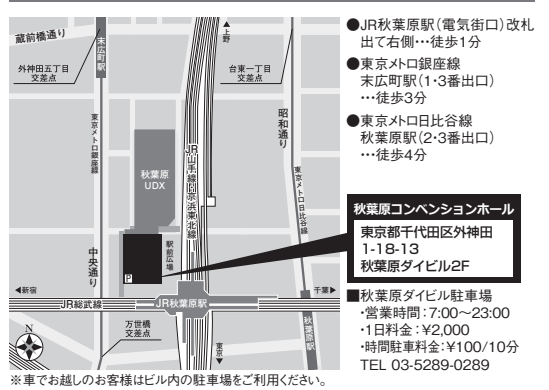 蔵前橋通り
末広町駅
外神田五丁目
交差点
▲上野
台東一丁目
交差点
昭和通り
東京メトロ銀座線
秋葉原
UDX
JR山手線・京浜東北線
東京メトロ日比谷線
中央通り
駅前広場
P
◀新宿
千葉▶
JR総武線
JR秋葉原駅
万世橋
交差点
N
東京▼
秋葉原駅
※車でお越しのお客様はビル内の駐車場をご利用ください。
●JR秋葉原駅(電気街口)改札
出て右側…徒歩1分
●東京メトロ銀座線
末広町駅(1・3番出口)
…徒歩3分
●東京メトロ日比谷線
秋葉原駅(2・3番出口)
…徒歩4分
秋葉原コンベンションホール
東京都千代田区外神田
1-18-13
秋葉原ダイビル2F
■秋葉原ダイビル駐車場
・営業時間:7:00〜23:00
・1日料金:¥2,000
・時間駐車料金:¥100/10分
TEL 03-5289-0289